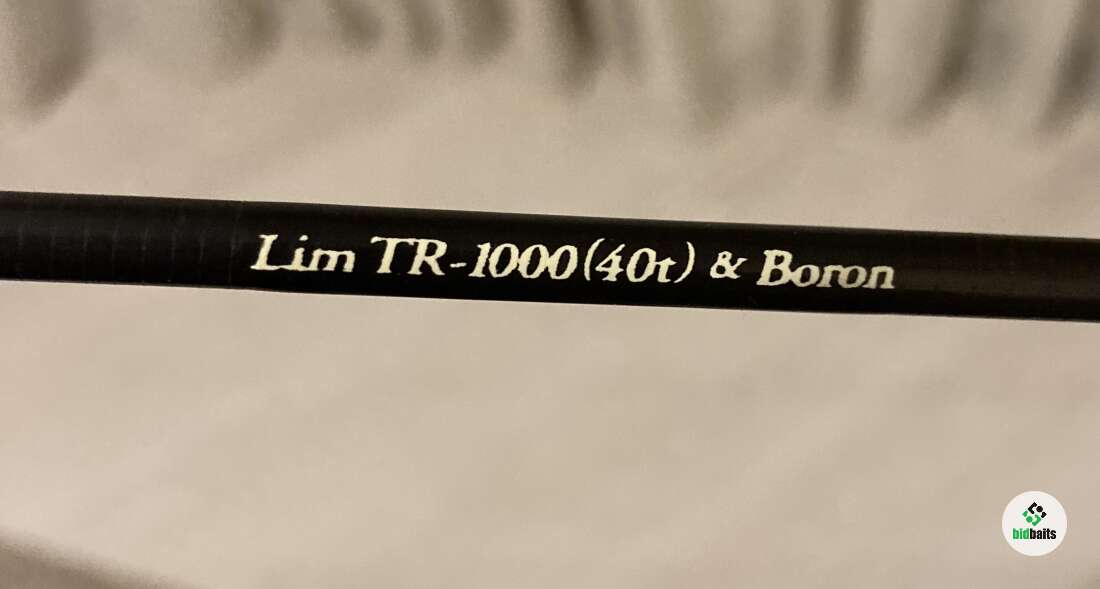 Lim TR-1000(40t) & Boron
bidbaits